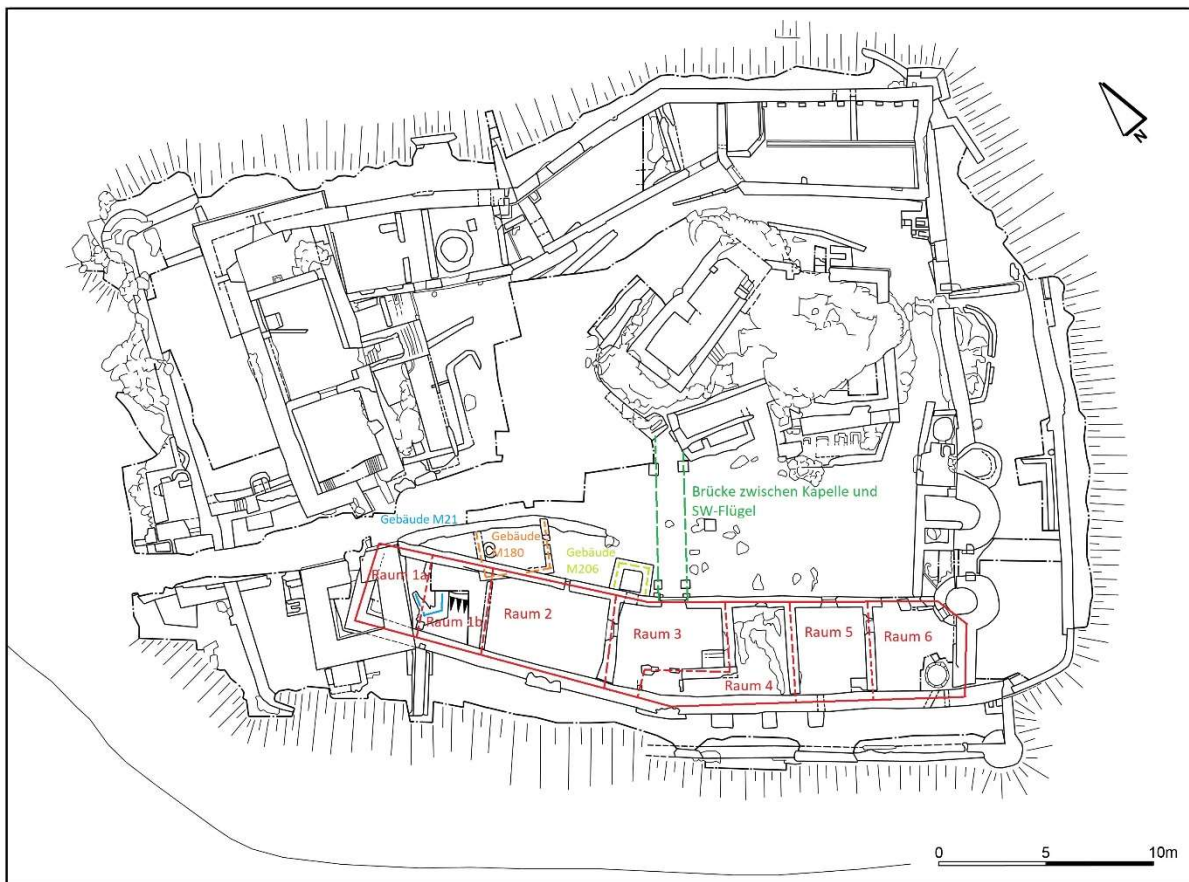 N
Brücke zwischen Kapelle und
SW-Flügel
Gebäude M21
Gebäude
M180
Gebäude
M206
Raum 1a
Raum 1b
Raum 2
Raum 3
Raum 4
Raum 5
Raum 6
0 5 10m